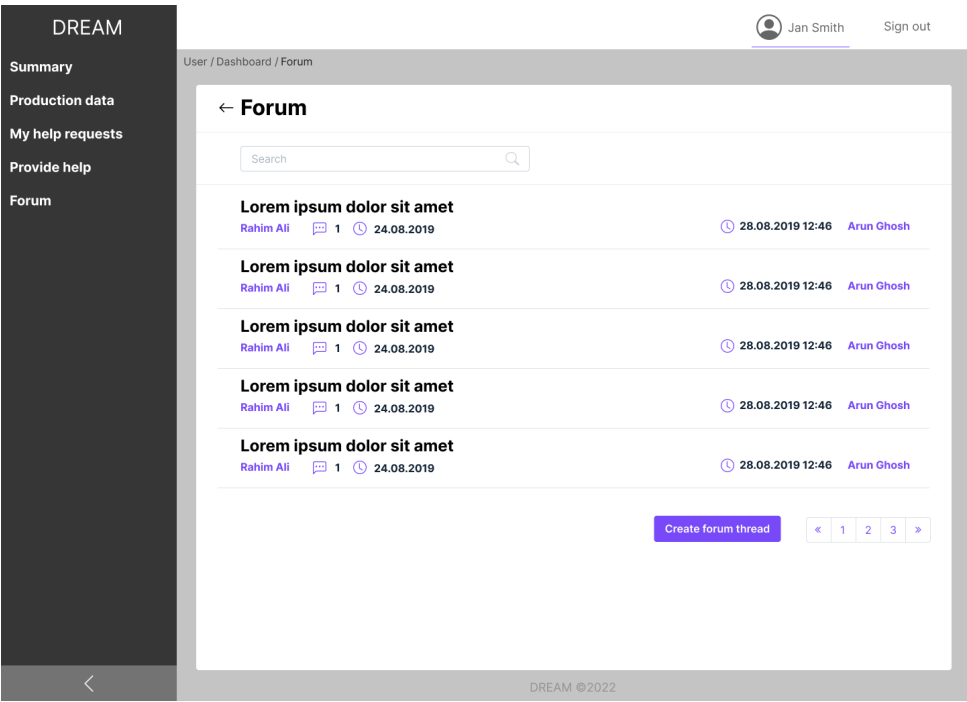 DREAM
Jan Smith
Sign out
Summary
Production data
My help requests
Provide help
Forum
User / Dashboard / Forum
Forum
Search
Lorem ipsum dolor sit amet
Rahim Ali 1 24.08.2019 28.08.2019 12:46 Arun Ghosh
Lorem ipsum dolor sit amet
Rahim Ali 1 24.08.2019 28.08.2019 12:46 Arun Ghosh
Lorem ipsum dolor sit amet
Rahim Ali 1 24.08.2019 28.08.2019 12:46 Arun Ghosh
Lorem ipsum dolor sit amet
Rahim Ali 1 24.08.2019 28.08.2019 12:46 Arun Ghosh
Lorem ipsum dolor sit amet
Rahim Ali 1 24.08.2019 28.08.2019 12:46 Arun Ghosh
Create forum thread « 1 2 3 »
DREAM ©2022